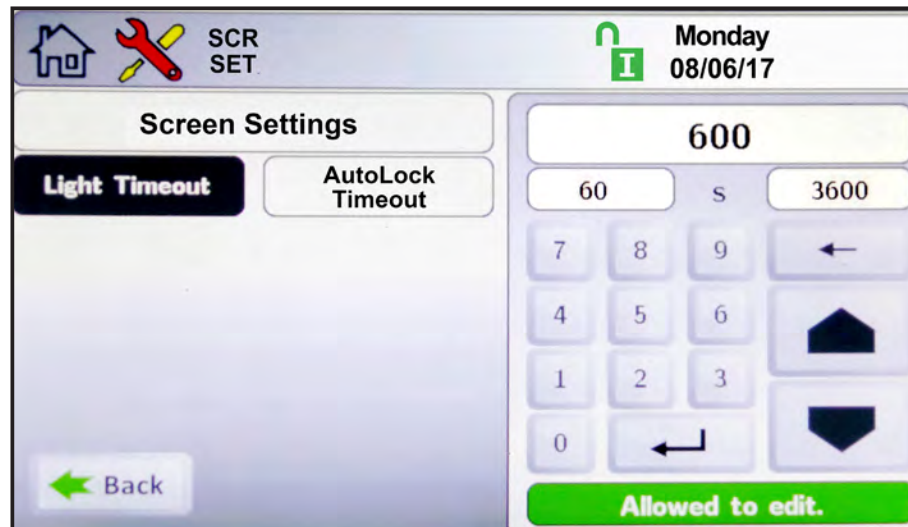 SCR
SET
I
Monday
08/06/17
Screen Settings
Light Timeout
AutoLock
Timeout
Back
600
60 s 3600
7 8 9
4 5 6
1 2 3
0
Allowed to edit.